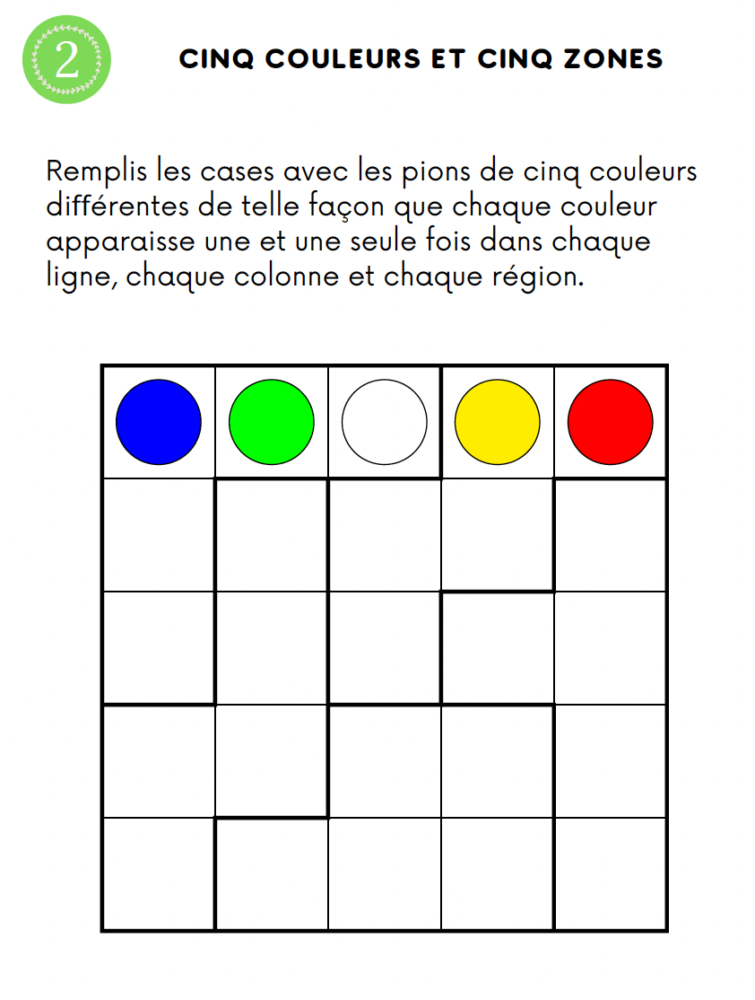 2
CINQ COULEURS ET CINQ ZONES
Remplis les cases avec les pions de cinq couleurs
différentes de telle façon que chaque couleur
apparaisse une et une seule fois dans chaque
ligne, chaque colonne et chaque région.